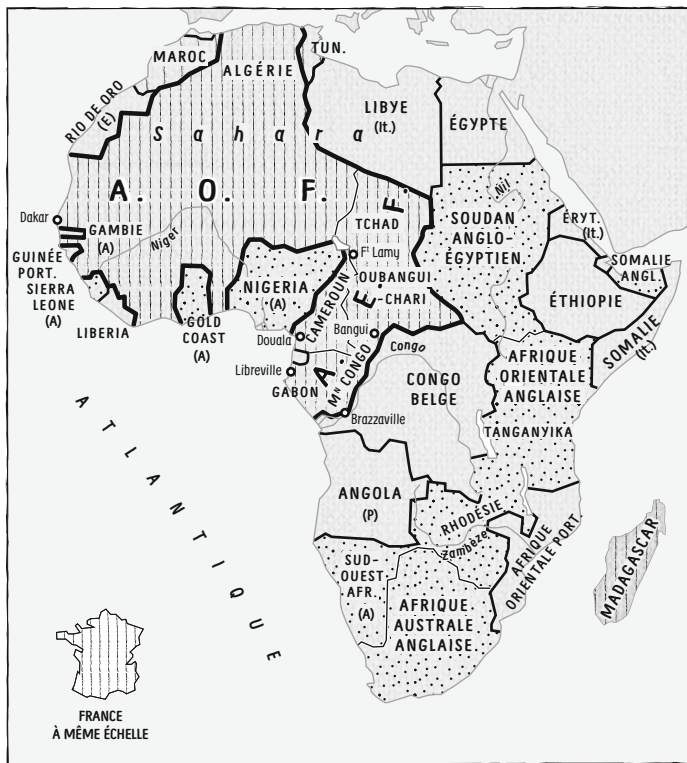 MAROC
TUN.
ALGÉRIE
LIBYE
(It.)
ÉGYPTE
RIO DE ORO
(E)
Sahara
A. O. F.
Nil
TCHAD
A. E. F.
SOUDAN
ANGLO-
ÉGYPTIEN
ÉRYT.
(It.)
Dakar
GAMBIE
(A)
Niger
Fᵗ Lamy
SOMALIE
ANGL.
GUINÉE
PORT.
SIERRA
LEONE
(A)
NIGERIA
(A)
OUBANGUI
-CHARI
ÉTHIOPIE
LIBERIA
GOLD
COAST
(A)
CAMEROUN
Douala
Bangui
SOMALIE
(It.)
Congo
AFRIQUE
ORIENTALE
ANGLAISE
Libreville
GABON
Mᴺ CONGO
CONGO
BELGE
Brazzaville
TANGANYIKA
ATLANTIQUE
ANGOLA
(P)
RHODÉSIE
Zambèze
AFRIQUE
ORIENTALE PORT.
MADAGASCAR
SUD-
OUEST
AFR.
(A)
AFRIQUE
AUSTRALE
ANGLAISE
FRANCE
À MÊME ÉCHELLE